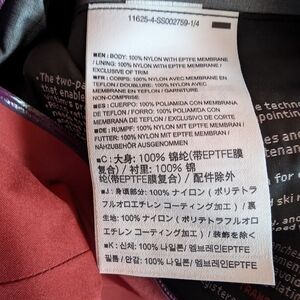 11625-4-SS002759-1/4
■EN: BODY: 100% NYLON WITH EPTFE MEMBRANE
/ LINING: 100% NYLON WITH EPTFE MEMBRANE/
EXCLUSIVE OF TRIM
■FR: CORPS: 100% NYLON AVEC MEMBRANE EN
TEFLON / DOUBLURE: 100% NYLON AVEC
MEMBRANE EN TEFLON / GARNITURES NON-COMPRISE
■ES: CUERPO: 100% POLIAMIDA CON MEMBRANA
DE TEFLON / FORRO: 100% POLIAMIDA CON
MEMBRANA DE TEFLON / EXCLUSIVO DE CORTE
■DE: RUMPF: 100% NYLON MIT MEMBRAN /
FUTTER: 100% NYLON MIT MEMBRAN /
NÄHZUBEHÖR AUSGENOMMEN
■C: 大身: 100% 锦纶(带EPTFE膜
复合) / 衬里: 100% 锦
纶(带EPTFE膜复合) / 配件除外
■J: 身頃部分: 100% ナイロン (ポリテトラ
フルオロエチレン コーティング加工) / 裏
生地: 100% ナイロン (ポリテトラフルオ
ロエチレン コーティング加工) / 装飾を除く
■K: 신체: 100% 나일론/ 엠브레인EPTFE
필름 / 안감: 100% 나일론/ 엠브레인EPTFE
The two-pa
that enable